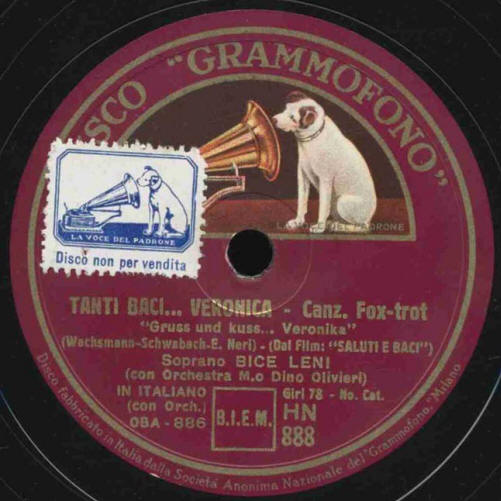 DISCO "GRAMMOFONO"
LA VOCE DEL PADRONE
LA VOCE DEL PADRONE
Disco non per vendita
TANTI BACI... VERONICA - Canz. Fox-trot
"Gruss und kuss... Veronika"
(Wachsmann-Schwabach-E. Neri) - (Dal Film: "SALUTI E BACI")
Soprano BICE LENI
(con Orchestra M.o Dino Olivieri)
IN ITALIANO
(con Orch.)
OBA - 886
B.I.E.M.
Giri 78 - No. Cat.
HN
888
Disco fabbricato in Italia dalla Società Anonima Nazionale del "Grammofono," Milano